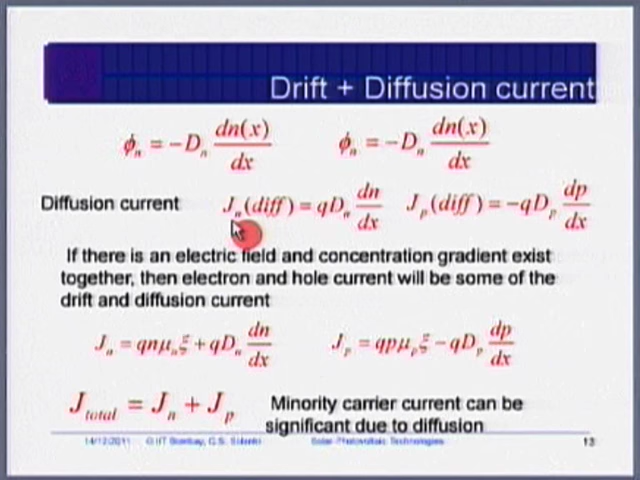 Drift + Diffusion current
ϕₙ = −Dₙ dn(x)/dx    ϕₙ = −Dₙ dn(x)/dx
Diffusion current    Jₙ(diff) = qDₙ dn/dx    Jₚ(diff) = −qDₚ dp/dx
If there is an electric field and concentration gradient exist
together, then electron and hole current will be some of the
drift and diffusion current
Jₙ = qnμₙξ + qDₙ dn/dx    Jₚ = qpμₚξ − qDₚ dp/dx
J_total = Jₙ + Jₚ    Minority carrier current can be
significant due to diffusion
14/12/2011    © IIT Bombay, C.S. Solanki    Solar Photovoltaic Technologies    13